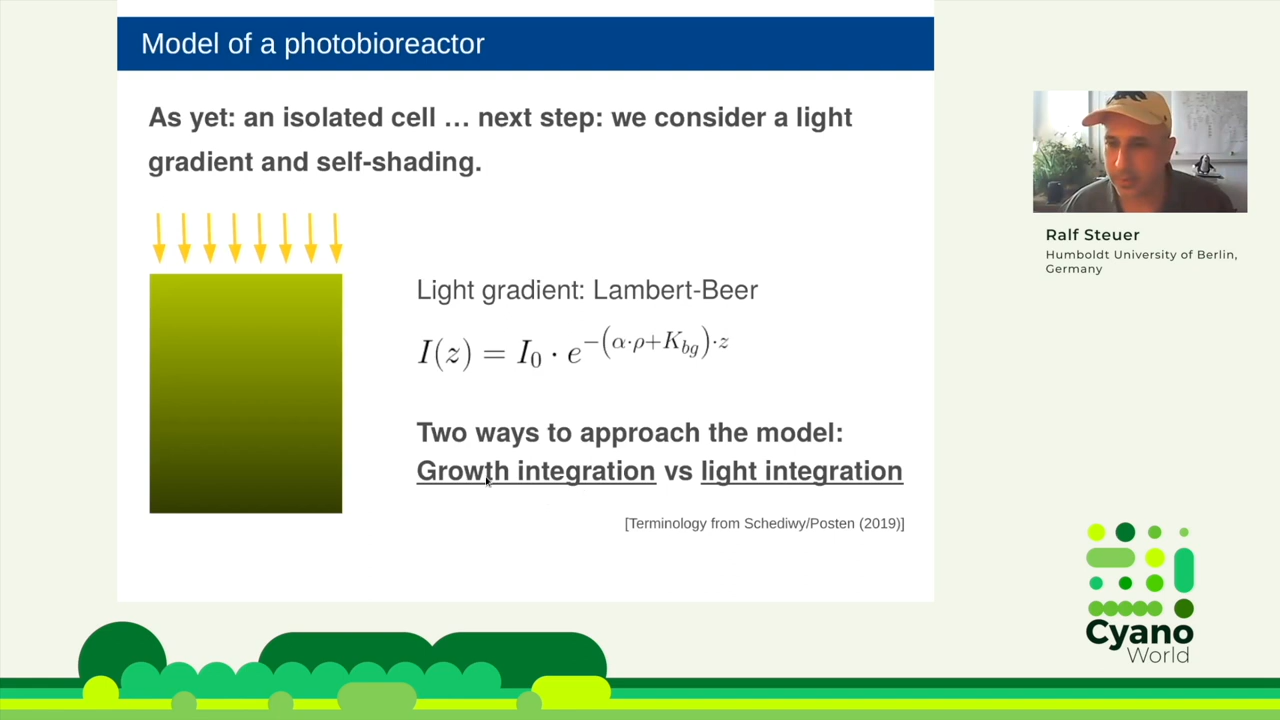 Model of a photobioreactor
As yet: an isolated cell … next step: we consider a light
gradient and self-shading.
Light gradient: Lambert-Beer
I(z) = I₀ · e^{-(α·ρ+K_{bg})·z}
Two ways to approach the model:
Growth integration vs light integration
[Terminology from Schediwy/Posten (2019)]
Ralf Steuer
Humboldt University of Berlin,
Germany
Cyano
World